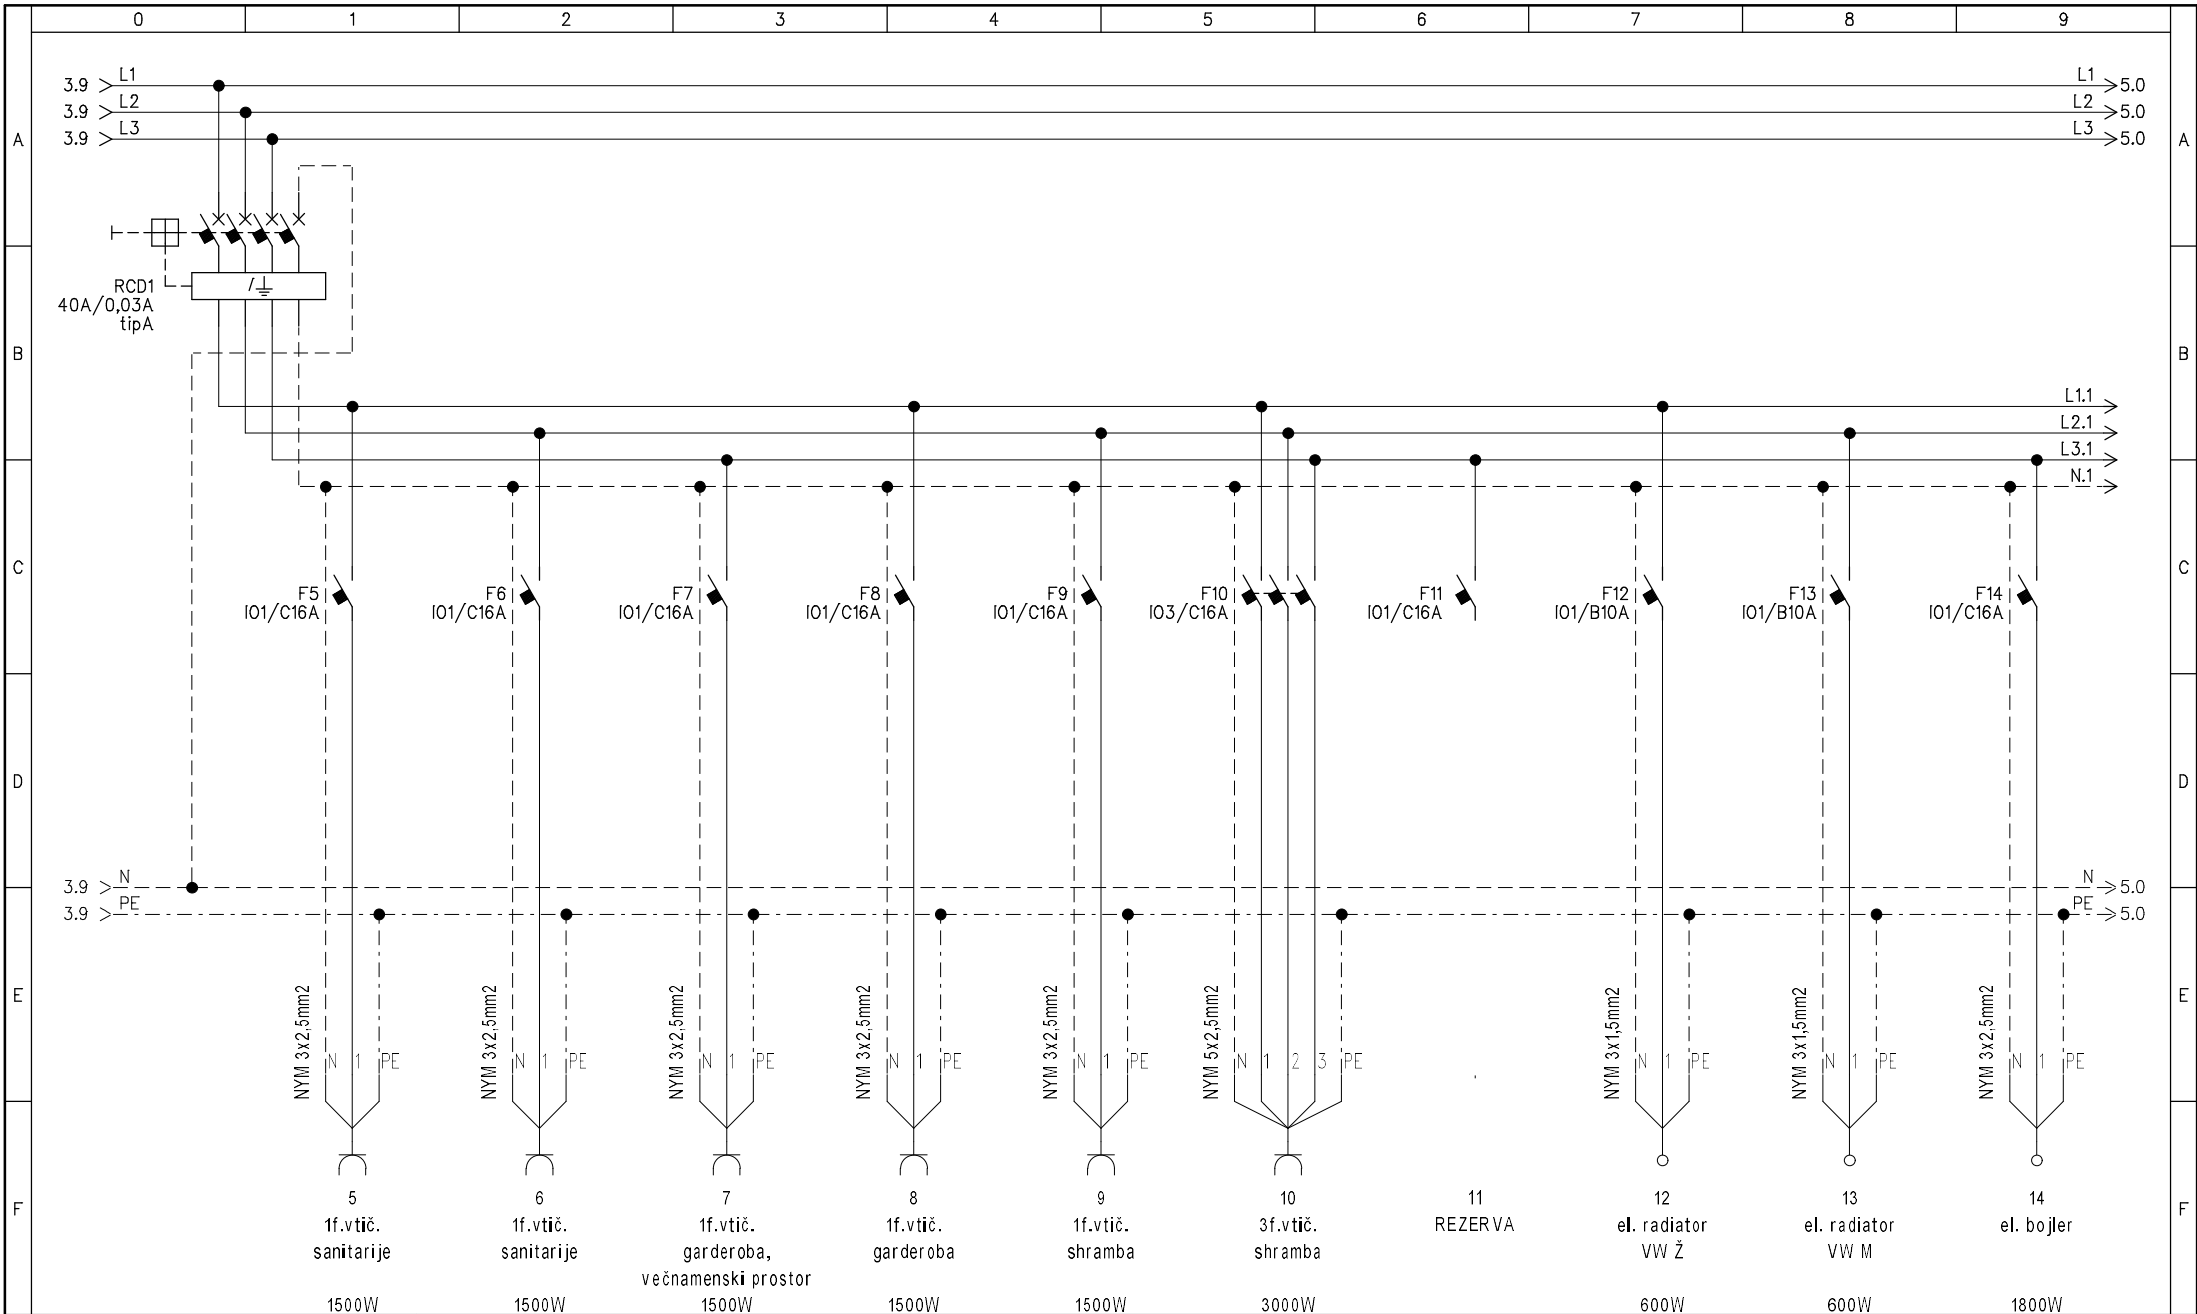 0 1 2 3 4 5 6 7 8 9
3.9 L1 L1 5.0
3.9 L2 L2 5.0
3.9 L3 L3 5.0
A A
RCD1
40A/0,03A
tipA
B B
L1.1
L2.1
L3.1
N.1
C C
F5 F6 F7 F8 F9 F10 F11 F12 F13 F14
I01/C16A I01/C16A I01/C16A I01/C16A I01/C16A I03/C16A I01/C16A I01/B10A I01/B10A I01/C16A
D D
3.9 N N 5.0
3.9 PE PE 5.0
E E
NYM 3x2,5mm2 NYM 3x2,5mm2 NYM 3x2,5mm2 NYM 3x2,5mm2 NYM 3x2,5mm2 NYM 5x2,5mm2 NYM 3x1,5mm2 NYM 3x1,5mm2 NYM 3x2,5mm2
N 1 PE N 1 PE N 1 PE N 1 PE N 1 PE N 1 2 3 PE N 1 PE N 1 PE N 1 PE
F F
5 6 7 8 9 10 11 12 13 14
1f.vtič. 1f.vtič. 1f.vtič. 1f.vtič. 1f.vtič. 3f.vtič. REZERVA el. radiator el. radiator el. bojler
sanitarije sanitarije garderoba, garderoba shramba shramba VW Ž VW M
večnamenski prostor
1500W 1500W 1500W 1500W 1500W 3000W 600W 600W 1800W